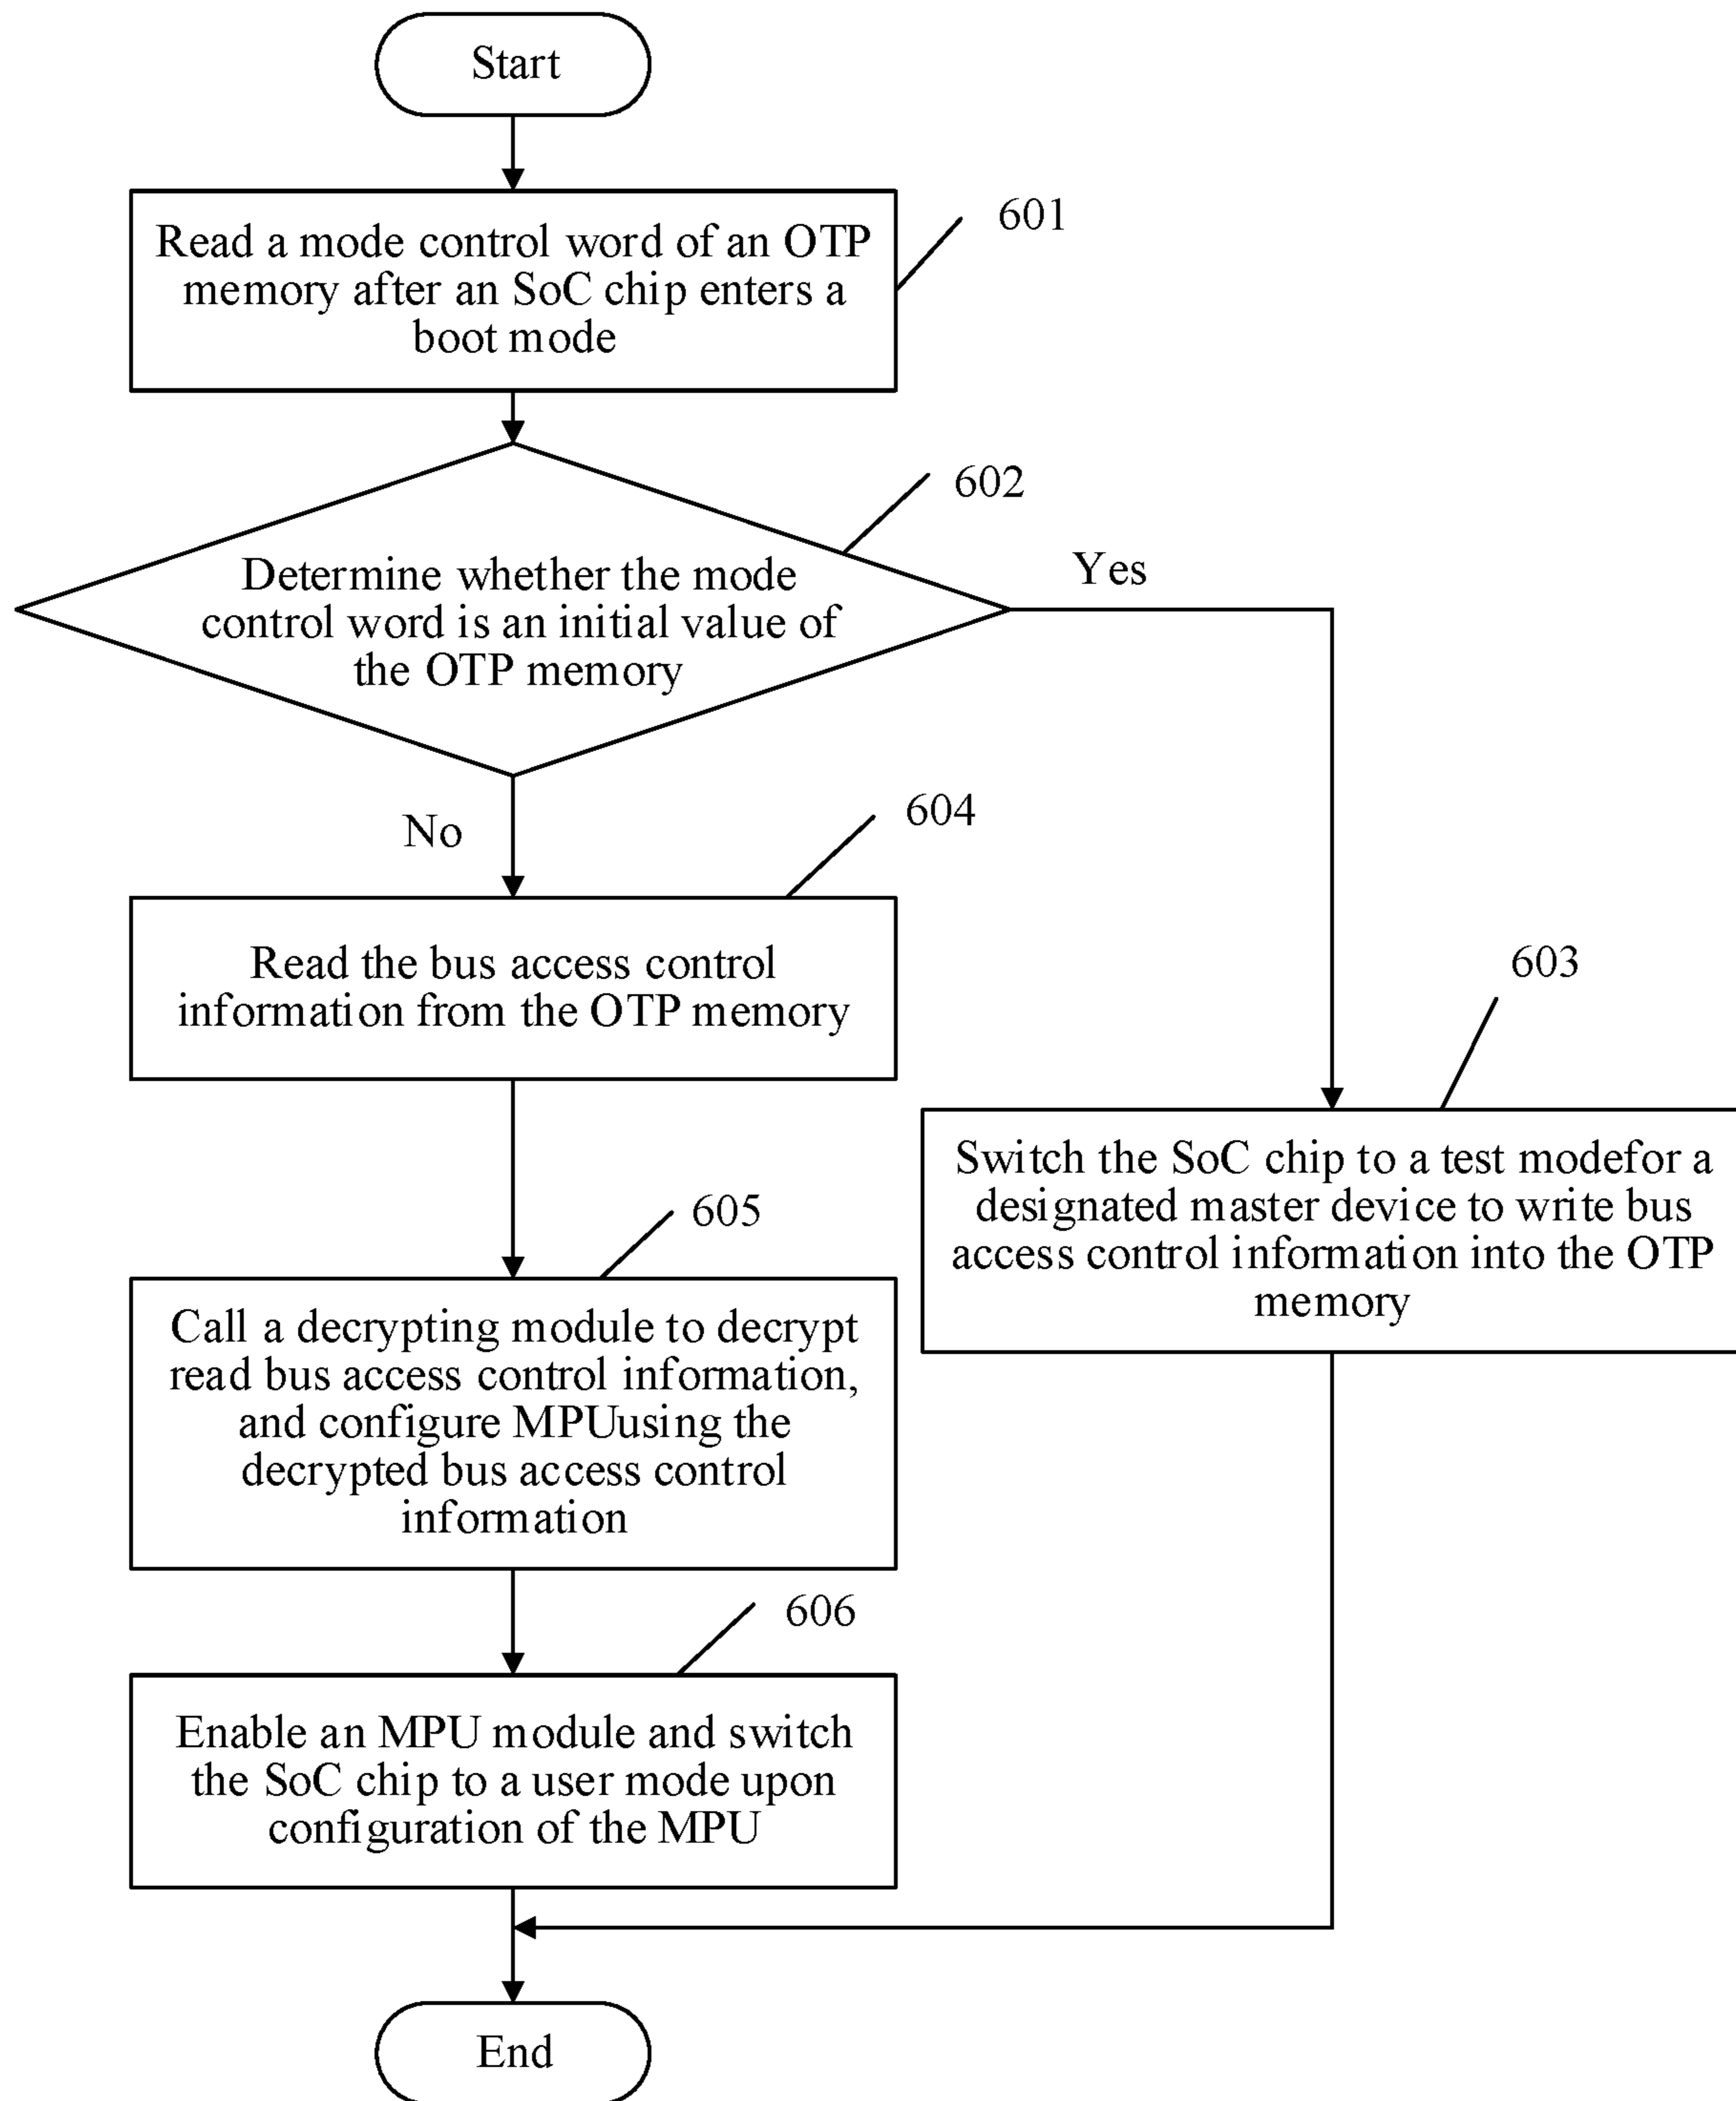 Start
601
Read a mode control word of an OTP
memory after an SoC chip enters a
boot mode
602
Determine whether the mode
control word is an initial value of
the OTP memory
Yes
No
604
Read the bus access control
information from the OTP memory
603
Switch the SoC chip to a test modefor a
designated master device to write bus
access control information into the OTP
memory
605
Call a decrypting module to decrypt
read bus access control information,
and configure MPUusing the
decrypted bus access control
information
606
Enable an MPU module and switch
the SoC chip to a user mode upon
configuration of the MPU
End